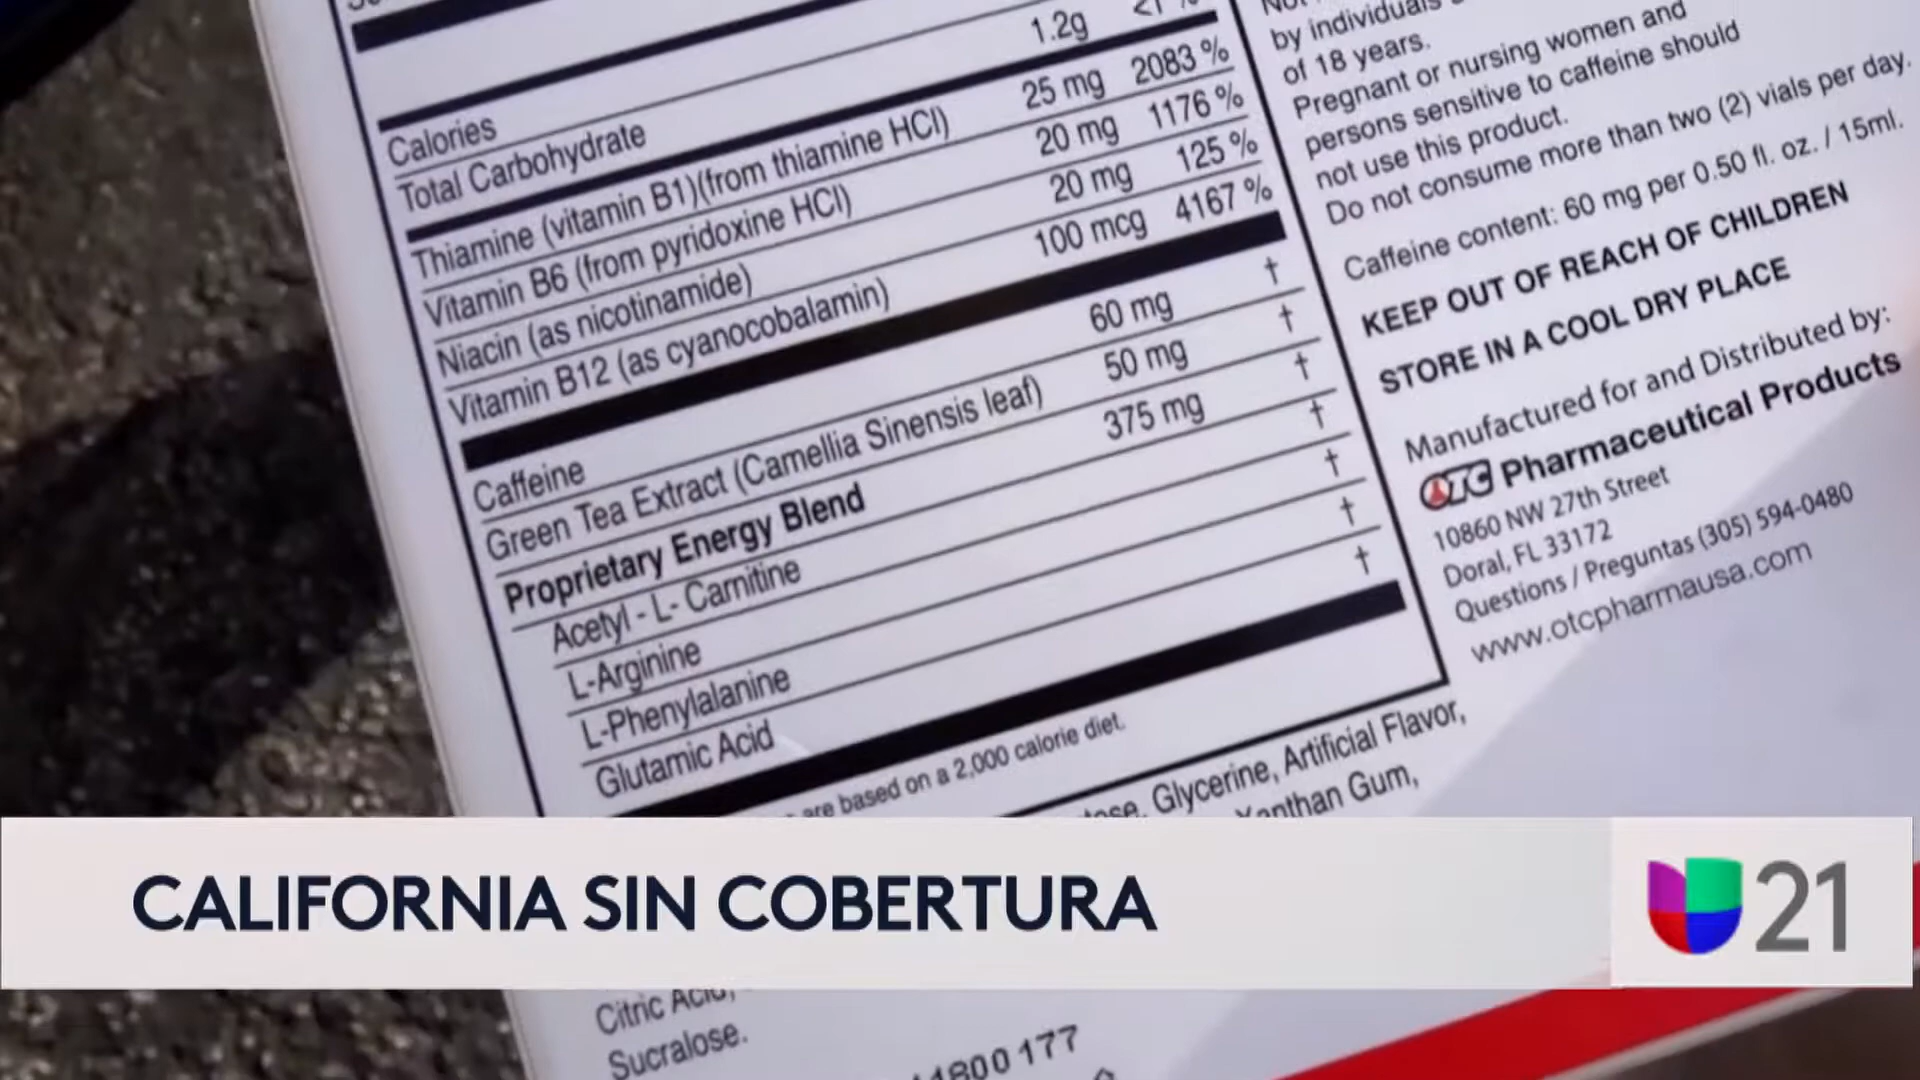 1.2g <1 %
Calories
Total Carbohydrate
Thiamine (vitamin B1)(from thiamine HCl) 25 mg 2083 %
Vitamin B6 (from pyridoxine HCl) 20 mg 1176 %
Niacin (as nicotinamide) 20 mg 125 %
Vitamin B12 (as cyanocobalamin) 100 mcg 4167 %
Caffeine 60 mg †
Green Tea Extract (Camellia Sinensis leaf) 50 mg †
Proprietary Energy Blend 375 mg †
Acetyl - L- Carnitine †
L-Arginine †
L-Phenylalanine †
Glutamic Acid †
are based on a 2,000 calorie diet.
Glycerine, Artificial Flavor,
Xanthan Gum,
Citric Acid,
Sucralose.
by individuals
of 18 years.
Pregnant or nursing women and
persons sensitive to caffeine should
not use this product.
Do not consume more than two (2) vials per day.
Caffeine content: 60 mg per 0.50 fl. oz. / 15ml.
KEEP OUT OF REACH OF CHILDREN
STORE IN A COOL DRY PLACE
Manufactured for and Distributed by:
OTC Pharmaceutical Products
10860 NW 27th Street
Doral, FL 33172
Questions / Preguntas (305) 594-0480
www.otcpharmausa.com
CALIFORNIA SIN COBERTURA
21
177